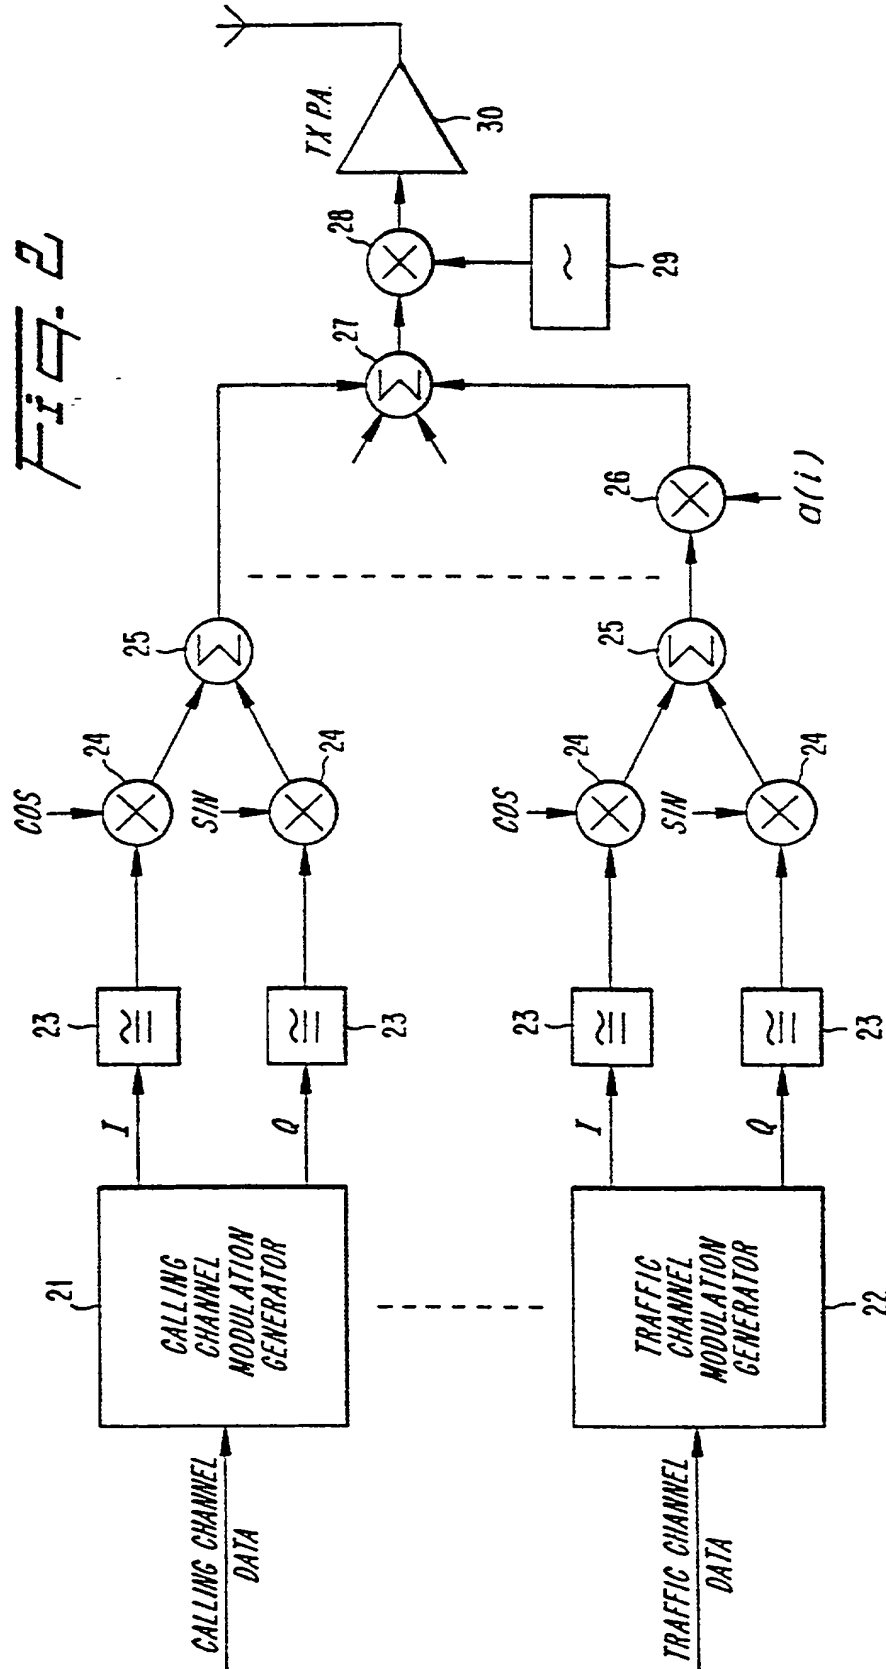 Fig. 2
CALLING CHANNEL
DATA
21
CALLING
CHANNEL
MODULATION
GENERATOR
I
Q
23
23
COS
24
SIN
24
25
TRAFFIC CHANNEL
DATA
22
TRAFFIC
CHANNEL
MODULATION
GENERATOR
I
Q
23
23
COS
24
SIN
24
25
26
a(i)
27
Σ
Σ
Σ
28
~
29
TX P.A.
30